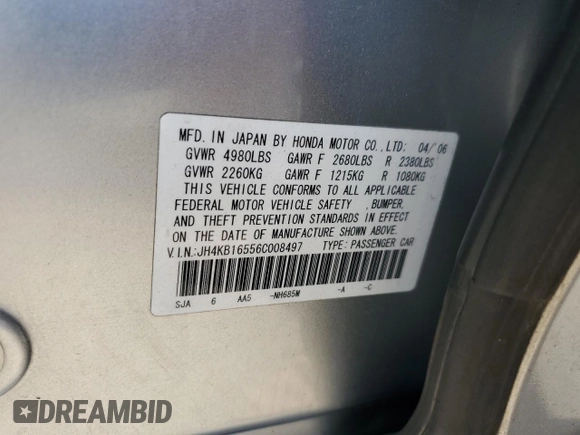 MFD. IN JAPAN BY HONDA MOTOR CO.,LTD: 04/'06
GVWR 4980LBS GAWR F 2680LBS R 2380LBS
GVWR 2260KG GAWR F 1215KG R 1080KG
THIS VEHICLE CONFORMS TO ALL APPLICABLE
FEDERAL MOTOR VEHICLE SAFETY ,BUMPER,
AND THEFT PREVENTION STANDARDS IN EFFECT
ON THE DATE OF MANUFACTURE SHOWN ABOVE.
V.I.N.:JH4KB16556C008497 TYPE: PASSENGER CAR
SJA 6 AA5 -NH685M -A -C
DREAMBID